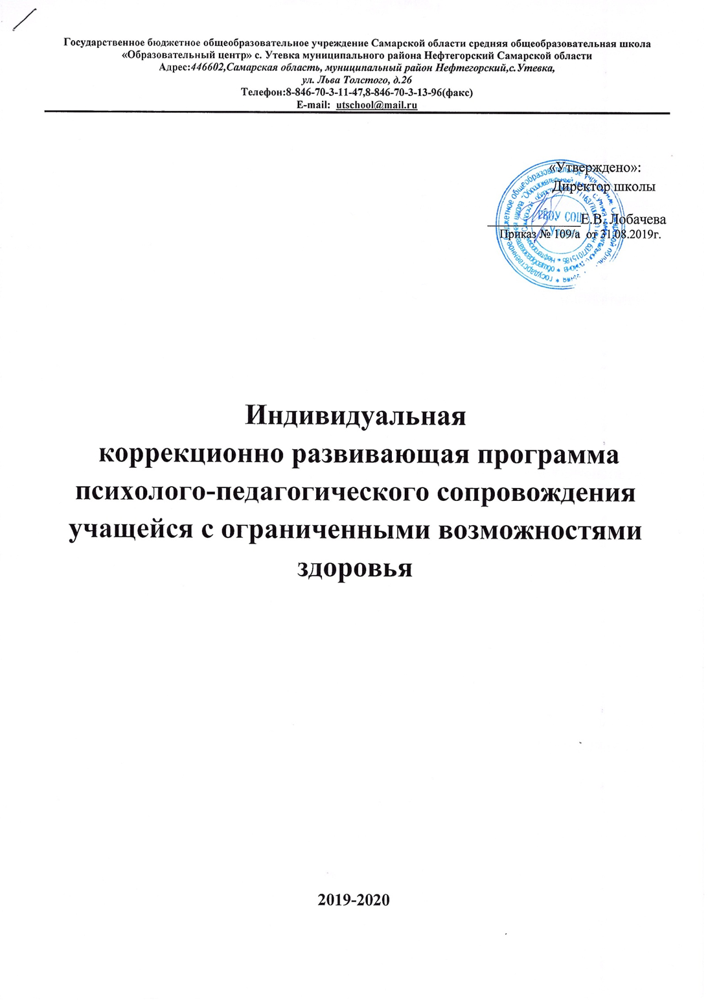 Государственное бюджетное общеобразовательное учреждение Самарской области средняя общеобразовательная школа
«Образовательный центр» с. Утевка муниципального района Нефтегорский Самарской области
Адрес:446602,Самарская область, муниципальный район Нефтегорский,с.Утевка,
ул. Льва Толстого, д.26
Телефон:8-846-70-3-11-47,8-846-70-3-13-96(факс)
E-mail: utschool@mail.ru
«Утверждено»:
Директор школы
Е.В. Лобачева
Приказ № 109/а от 31.08.2019г.
ГБОУ СОШ
Индивидуальная
коррекционно развивающая программа
психолого-педагогического сопровождения
учащейся с ограниченными возможностями
здоровья
2019-2020